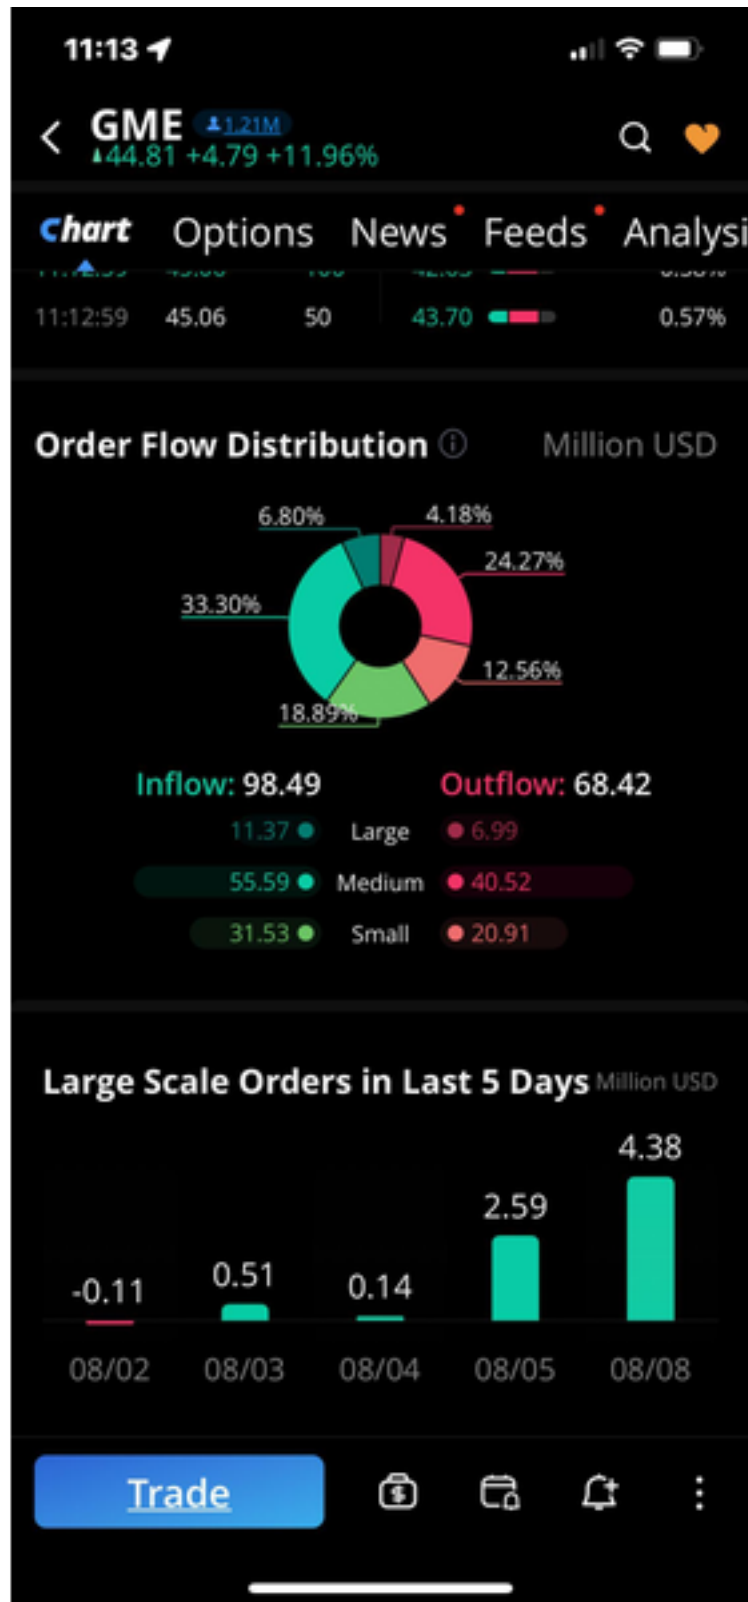 11:13
GME 1.21M
44.81 +4.79 +11.96%
Chart Options News Feeds Analysi
11:12:59 45.06 50 43.70 0.57%
Order Flow Distribution Million USD
6.80% 4.18%
24.27%
33.30%
12.56%
18.89%
Inflow: 98.49 Outflow: 68.42
11.37 Large 6.99
55.59 Medium 40.52
31.53 Small 20.91
Large Scale Orders in Last 5 Days Million USD
4.38
2.59
0.51
0.14
-0.11
08/02 08/03 08/04 08/05 08/08
Trade